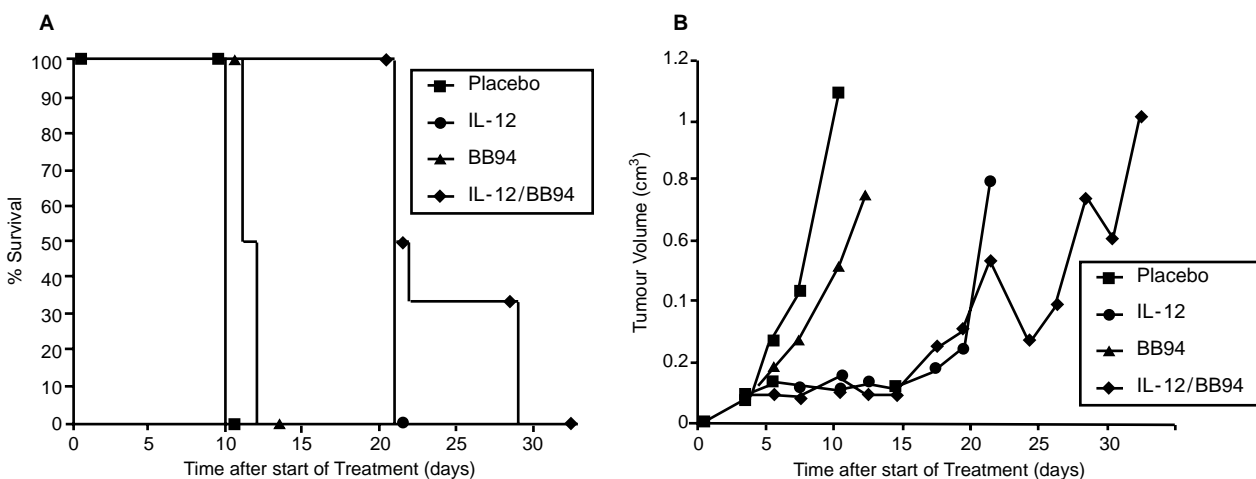 A
% Survival
100
90
80
70
60
50
40
30
20
10
0
0 5 10 15 20 25 30
Time after start of Treatment (days)
Placebo
IL-12
BB94
IL-12/BB94
B
Tumour Volume (cm³)
1.2
1
0.8
0.6
0.1
0.2
0
0 5 10 15 20 25 30
Time after start of Treatment (days)
Placebo
IL-12
BB94
IL-12/BB94